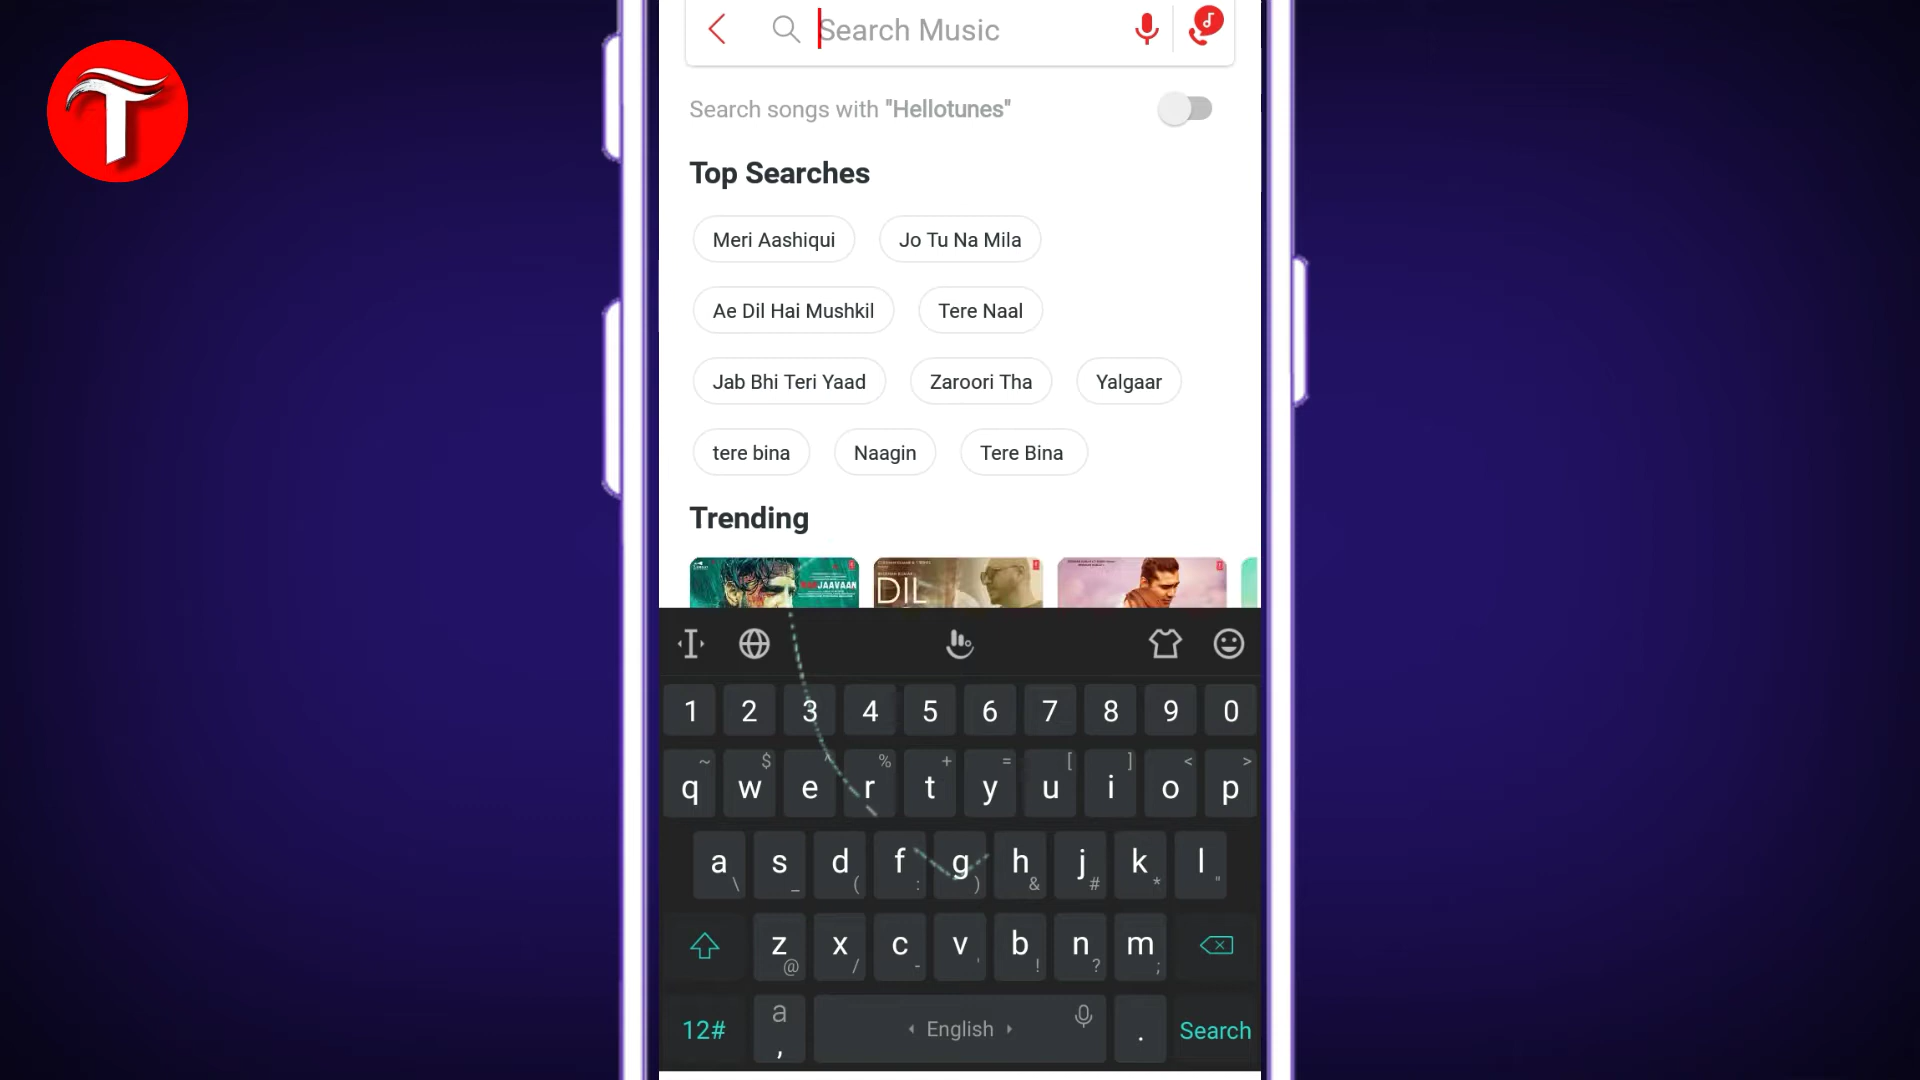 T
Search Music
Search songs with "Hellotunes"
Top Searches
Meri Aashiqui
Jo Tu Na Mila
Ae Dil Hai Mushkil
Tere Naal
Jab Bhi Teri Yaad
Zaroori Tha
Yalgaar
tere bina
Naagin
Tere Bina
Trending
JAAVAAN
DIL
1 2 3 4 5 6 7 8 9 0
~ $ ^ % + = [ ] < >
q w e r t y u i o p
a s d f g h j k l
\ _ ( : ) & # * "
z x c v b n m
@ / - ' ! ? ;
12# a , English . Search